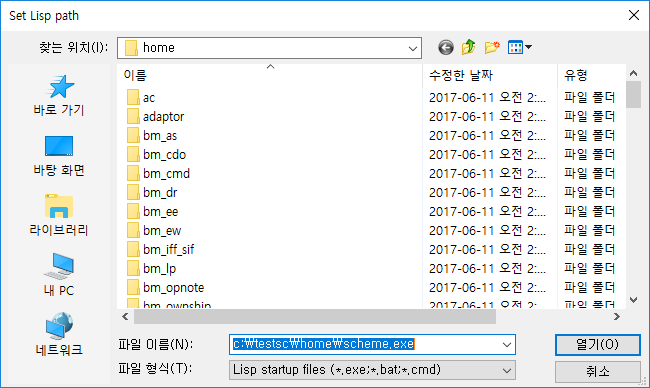 Set Lisp path
찾는 위치(I):
home
이름
수정한 날짜
유형
ac
2017-06-11 오전 2:...
파일 폴더
adaptor
2017-06-11 오전 2:...
파일 폴더
bm_as
2017-06-11 오전 2:...
파일 폴더
bm_cdo
2017-06-11 오전 2:...
파일 폴더
bm_cmd
2017-06-11 오전 2:...
파일 폴더
bm_dr
2017-06-11 오전 2:...
파일 폴더
bm_ee
2017-06-11 오전 2:...
파일 폴더
bm_ew
2017-06-11 오전 2:...
파일 폴더
bm_iff_sif
2017-06-11 오전 2:...
파일 폴더
bm_lp
2017-06-11 오전 2:...
파일 폴더
bm_opnote
2017-06-11 오전 2:...
파일 폴더
bm_ownship
2017-06-11 오전 2:...
파일 폴더
바로 가기
바탕 화면
라이브러리
내 PC
네트워크
파일 이름(N):
c:₩testsc₩home₩scheme.exe
열기(O)
파일 형식(T):
Lisp startup files (*.exe;*.bat;*.cmd)
취소